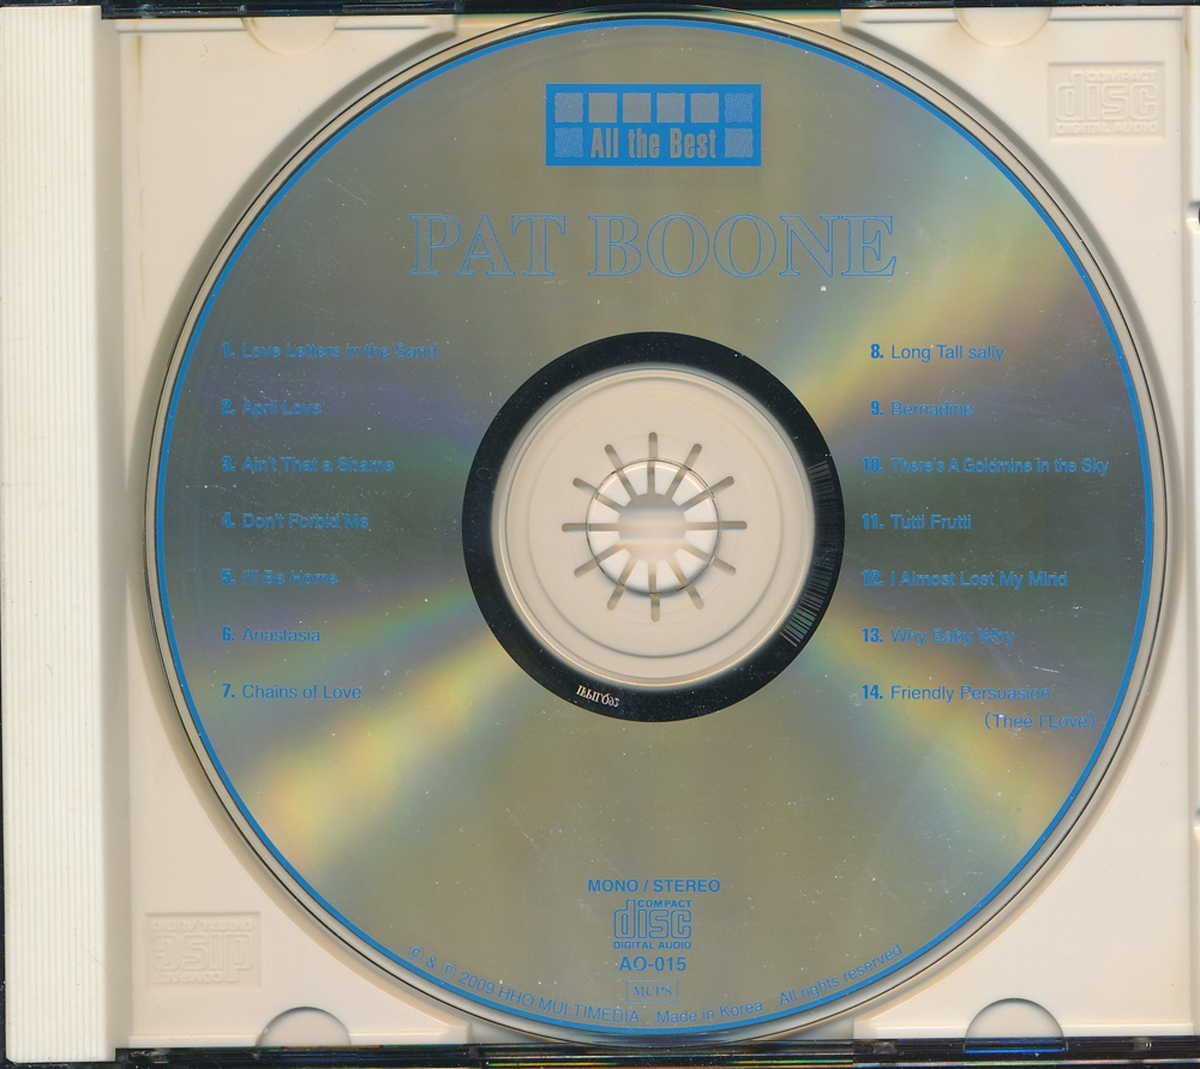 All the Best
PAT BOONE
1. Love Letters in the Sand
2. April Love
3. Ain't That a Shame
4. Don't Forbid Me
5. I'll Be Home
6. Anastasia
7. Chains of Love
8. Long Tall sally
9. Bernadine
10. There's A Goldmine in the Sky
11. Tutti Frutti
12. I Almost Lost My Mind
13. Why Baby Why
14. Friendly Persuasion
(Thee I Love)
MONO / STEREO
COMPACT
disc
DIGITAL AUDIO
AO-015
MCPS
Ⓟ & © 2009 HHO MULTIMEDIA. Made in Korea. All rights reserved
COMPACT
disc
DIGITAL AUDIO
COMPACT
disc
DIGITAL AUDIO